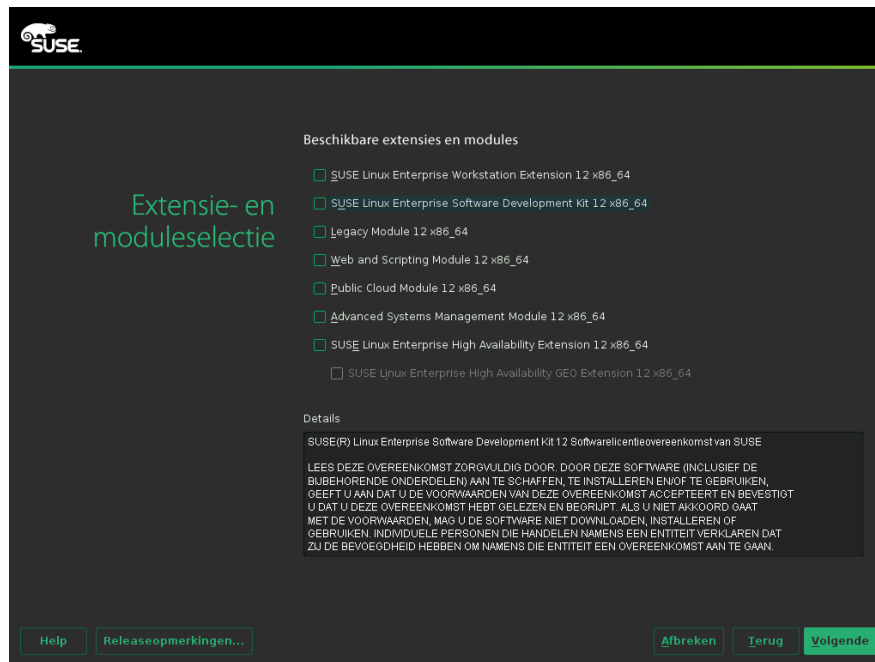 SUSE.
Extensie- en
moduleselectie
Beschikbare extensies en modules
SUSE Linux Enterprise Workstation Extension 12 x86_64
SUSE Linux Enterprise Software Development Kit 12 x86_64
Legacy Module 12 x86_64
Web and Scripting Module 12 x86_64
Public Cloud Module 12 x86_64
Advanced Systems Management Module 12 x86_64
SUSE Linux Enterprise High Availability Extension 12 x86_64
SUSE Linux Enterprise High Availability GEO Extension 12 x86_64
Details
SUSE(R) Linux Enterprise Software Development Kit 12 Softwarelicentieovereenkomst van SUSE
LEES DEZE OVEREENKOMST ZORGVULDIG DOOR. DOOR DEZE SOFTWARE (INCLUSIEF DE
BIJBEHORENDE ONDERDELEN) AAN TE SCHAFFEN, TE INSTALLEREN EN/OF TE GEBRUIKEN,
GEEFT U AAN DAT U DE VOORWAARDEN VAN DEZE OVEREENKOMST ACCEPTEERT EN BEVESTIGT
U DAT U DEZE OVEREENKOMST HEBT GELEZEN EN BEGRIJPT. ALS U NIET AKKOORD GAAT
MET DE VOORWAARDEN, MAG U DE SOFTWARE NIET DOWNLOADEN, INSTALLEREN OF
GEBRUIKEN. INDIVIDUELE PERSONEN DIE HANDELEN NAMENS EEN ENTITEIT VERKLAREN DAT
ZIJ DE BEVOEGDHEID HEBBEN OM NAMENS DIE ENTITEIT EEN OVEREENKOMST AAN TE GAAN.
Help
Releaseopmerkingen...
Afbreken
Terug
Volgende